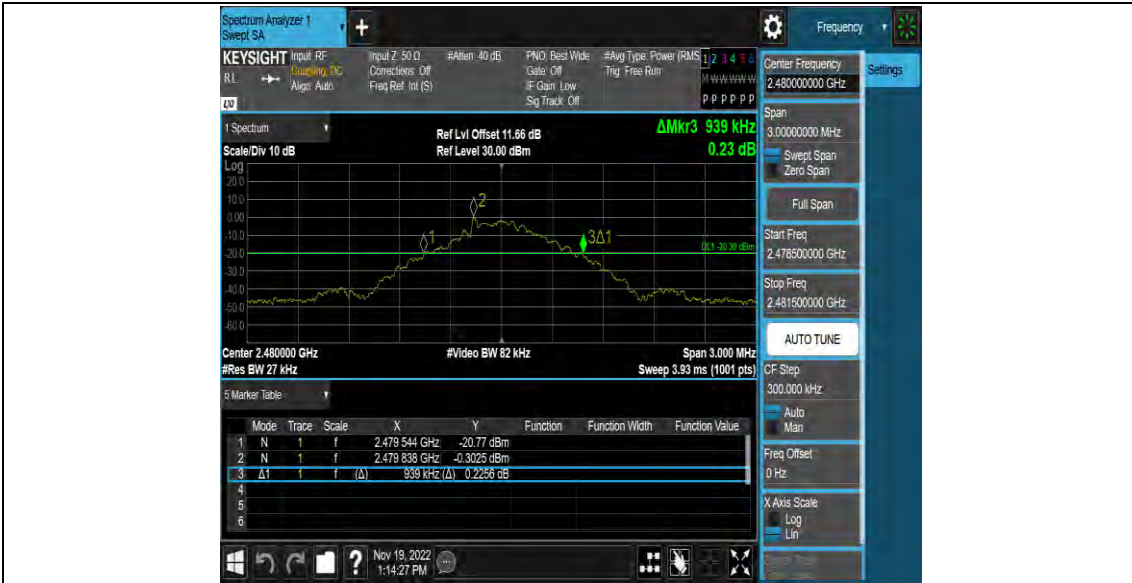 Spectrum Analyzer 1
Swept SA
Frequency
KEYSIGHT Input: RF
Coupling: DC
Align: Auto
Input Z: 50 Ω
Corrections: Off
Freq Ref: Int (S)
#Atten: 40 dB
PNO: Best Wide
Gate: Off
IF Gain: Low
Sig Track: Off
#Avg Type: Power (RMS
Trig: Free Run
1 2 3 4 5 6
M W W W W W
P P P P P P
RL
LXI
Center Frequency
2.480000000 GHz
Settings
Span
3.00000000 MHz
Swept Span
Zero Span
Full Span
Start Freq
2.478500000 GHz
Stop Freq
2.481500000 GHz
AUTO TUNE
CF Step
300.000 kHz
Auto
Man
Freq Offset
0 Hz
X Axis Scale
Log
Lin
1 Spectrum
Scale/Div 10 dB
Ref Lvl Offset 11.66 dB
Ref Level 30.00 dBm
ΔMkr3 939 kHz
0.23 dB
Log
20.0
10.0
0.00
-10.0
-20.0
-30.0
-40.0
-50.0
-60.0
1
2
3Δ1
DL1 -20.30 dBm
Center 2.480000 GHz
#Video BW 82 kHz
Span 3.000 MHz
#Res BW 27 kHz
Sweep 3.93 ms (1001 pts)
5 Marker Table
Mode Trace Scale X Y Function Function Width Function Value
1 N 1 f 2.479 544 GHz -20.77 dBm
2 N 1 f 2.479 838 GHz -0.3025 dBm
3 Δ1 1 f (Δ) 939 kHz (Δ) 0.2256 dB
4
5
6
?
Nov 19, 2022
1:14:27 PM